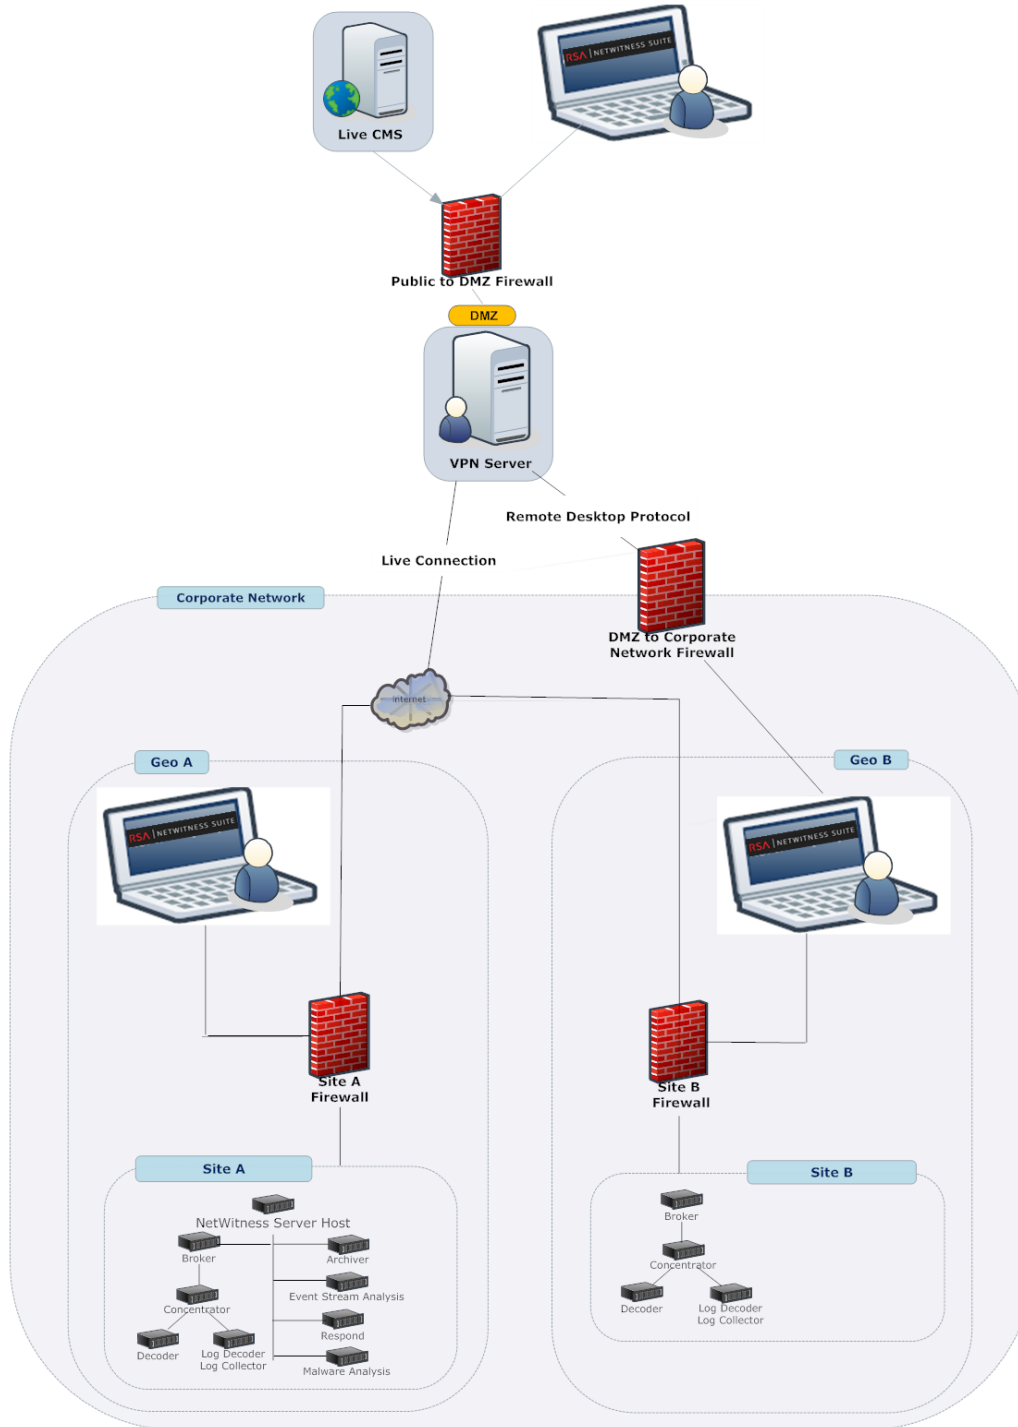 RSA | NETWITNESS SUITE
Live CMS
Public to DMZ Firewall
DMZ
VPN Server
Remote Desktop Protocol
Live Connection
Corporate Network
DMZ to Corporate
Network Firewall
Internet
Geo A
Geo B
RSA | NETWITNESS SUITE
RSA | NETWITNESS SUITE
Site A
Firewall
Site B
Firewall
Site A
NetWitness Server Host
Broker
Archiver
Event Stream Analysis
Concentrator
Respond
Decoder
Log Decoder
Log Collector
Malware Analysis
Site B
Broker
Concentrator
Decoder
Log Decoder
Log Collector